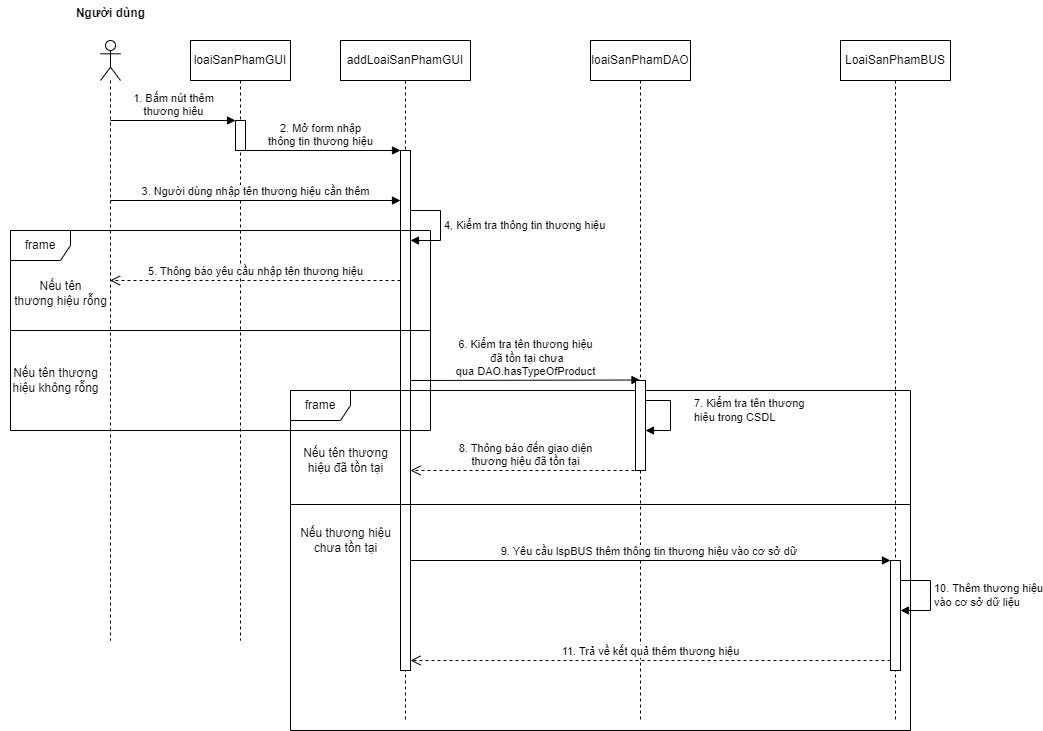 Người dùng
loaiSanPhamGUI
addLoaiSanPhamGUI
loaiSanPhamDAO
LoaiSanPhamBUS
1. Bấm nút thêm
thương hiêu
2. Mở form nhập
thông tin thương hiệu
3. Người dùng nhập tên thương hiệu cần thêm
4, Kiểm tra thông tin thương hiệu
frame
5. Thông báo yêu cầu nhập tên thương hiệu
Nếu tên
thương hiệu rỗng
Nếu tên thương
hiệu không rỗng
6. Kiểm tra tên thương hiệu
đã tồn tại chưa
qua DAO.hasTypeOfProduct
frame
7. Kiểm tra tên thương
hiệu trong CSDL
Nếu tên thương
hiệu đã tồn tại
8. Thông báo đến giao diện
thương hiệu đã tồn tại
Nếu thương hiệu
chưa tồn tại
9. Yêu cầu lspBUS thêm thông tin thương hiệu vào cơ sở dữ
10. Thêm thương hiệu
vào cơ sở dữ liệu
11. Trả về kết quả thêm thương hiệu